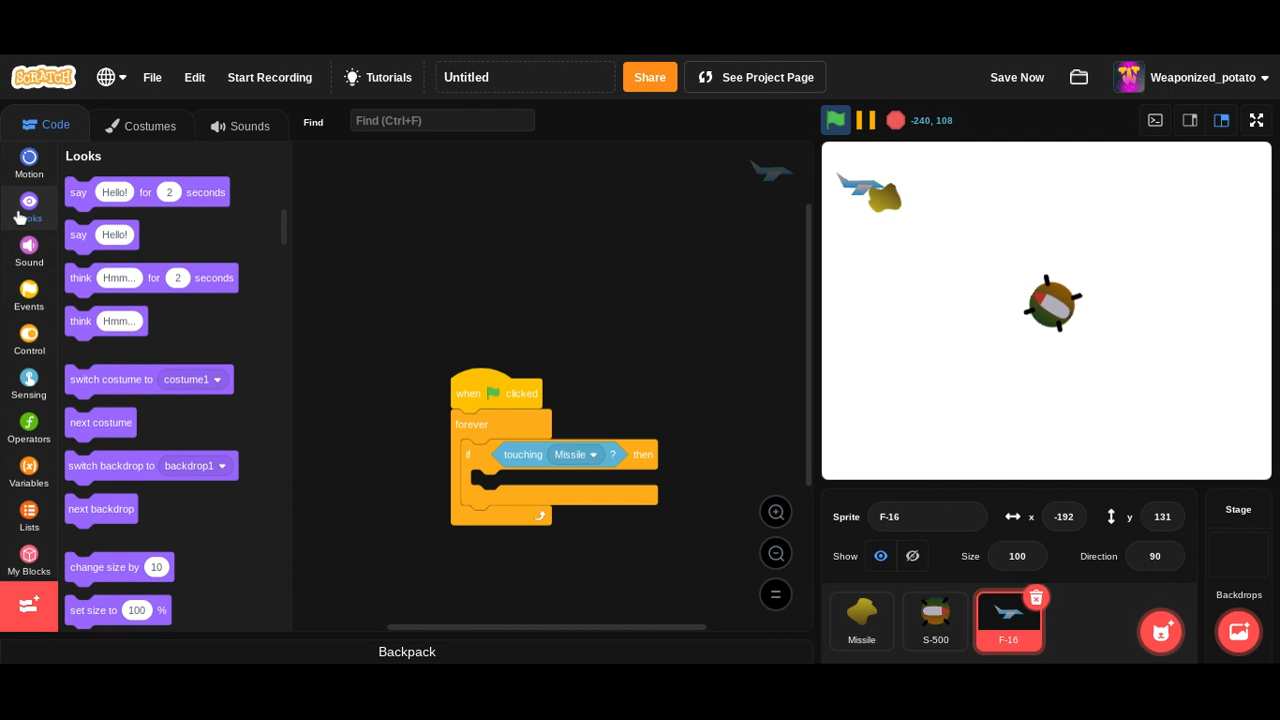 SCRATCH
File
Edit
Start Recording
Tutorials
Untitled
Share
See Project Page
Save Now
Weaponized_potato
Code
Costumes
Sounds
Find
Find (Ctrl+F)
-240, 108
Motion
Looks
Sound
Events
Control
Sensing
Operators
Variables
Lists
My Blocks
Looks
say Hello! for 2 seconds
say Hello!
think Hmm... for 2 seconds
think Hmm...
switch costume to costume1
next costume
switch backdrop to backdrop1
next backdrop
change size by 10
set size to 100 %
when clicked
forever
if touching Missile ? then
Backpack
Sprite F-16 x -192 y 131
Show Size 100 Direction 90
Missile
S-500
F-16
Stage
Backdrops